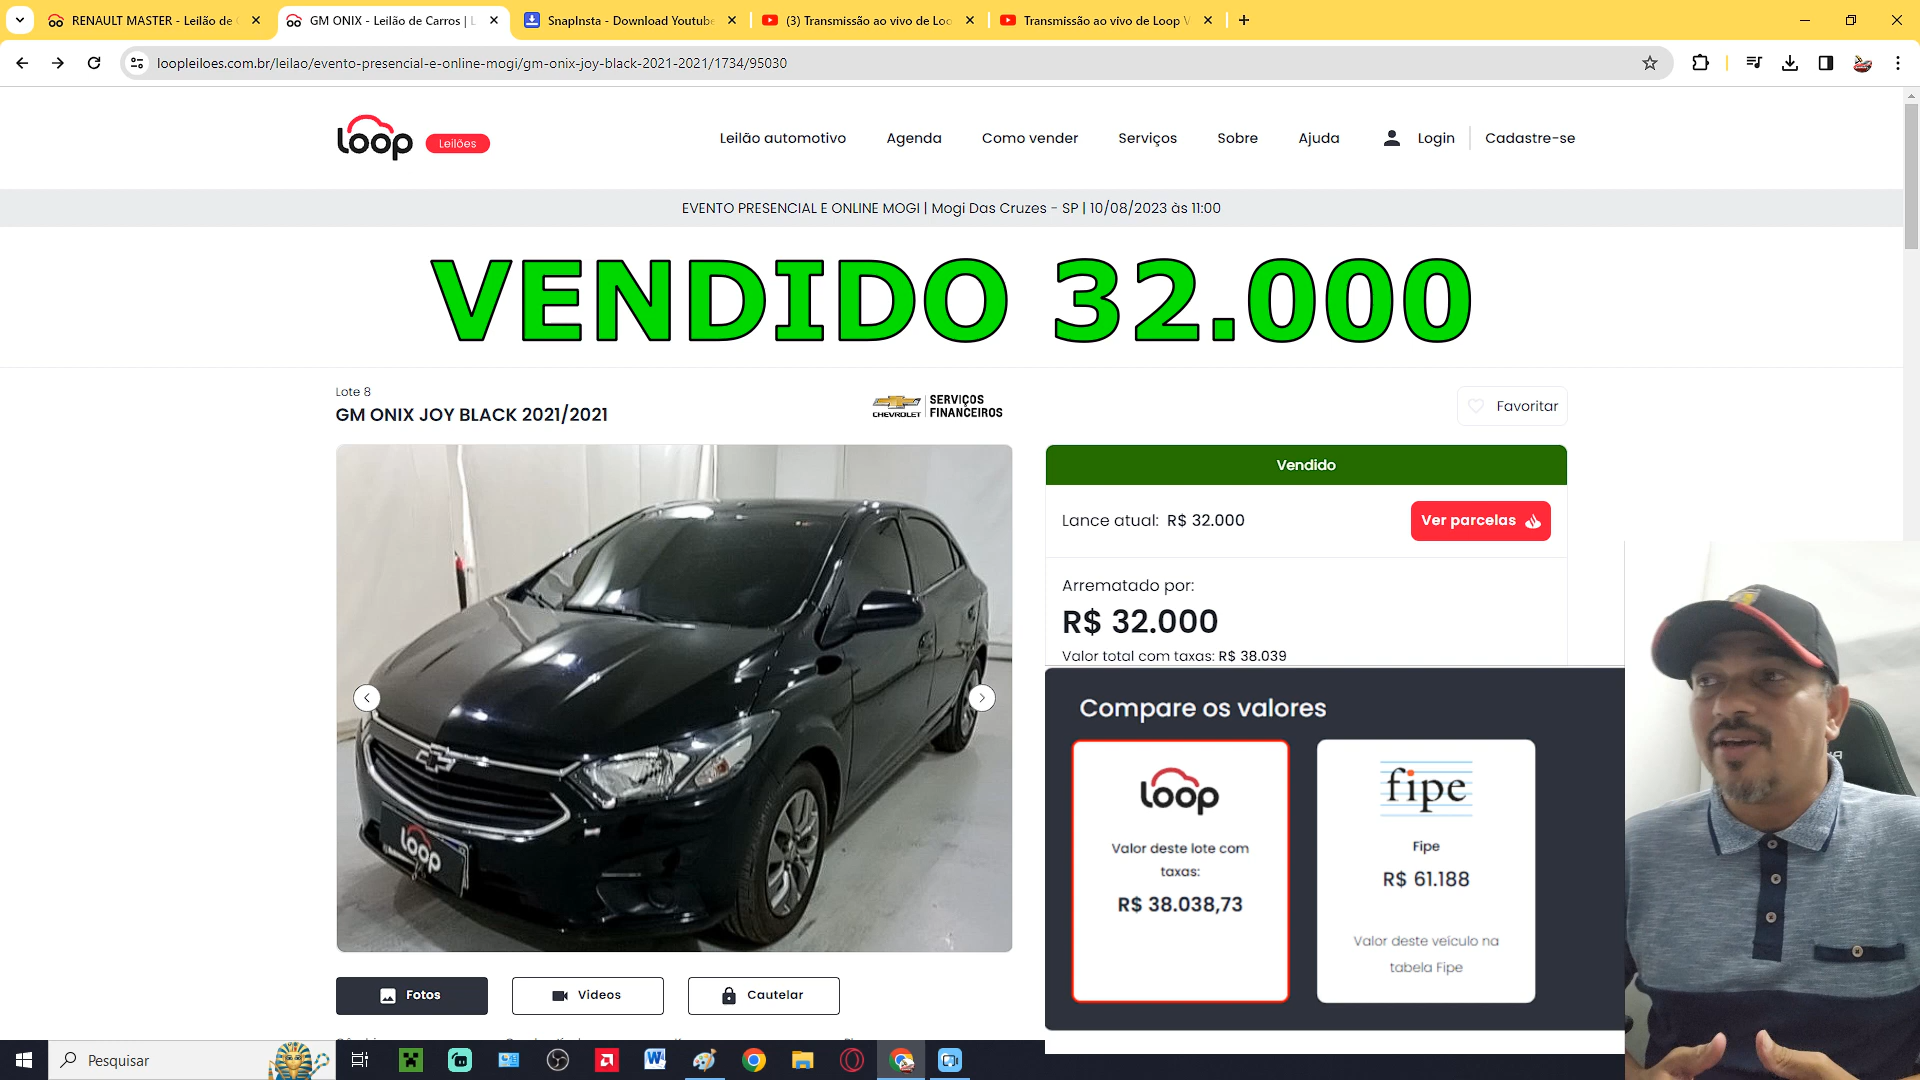 RENAULT MASTER - Leilão de
GM ONIX - Leilão de Carros | L
SnapInsta - Download Youtube
(3) Transmissão ao vivo de Loo
Transmissão ao vivo de Loop V
loopleiloes.com.br/leilao/evento-presencial-e-online-mogi/gm-onix-joy-black-2021-2021/1734/95030
loop Leilões
Leilão automotivo
Agenda
Como vender
Serviços
Sobre
Ajuda
Login
Cadastre-se
EVENTO PRESENCIAL E ONLINE MOGI | Mogi Das Cruzes - SP | 10/08/2023 às 11:00
VENDIDO 32.000
Lote 8
GM ONIX JOY BLACK 2021/2021
CHEVROLET
SERVIÇOS
FINANCEIROS
Favoritar
loop
Vendido
Lance atual: R$ 32.000
Ver parcelas
Arrematado por:
R$ 32.000
Valor total com taxas: R$ 38.039
Compare os valores
loop
Valor deste lote com
taxas:
R$ 38.038,73
fipe
Fipe
R$ 61.188
Valor deste veículo na
tabela Fipe
Fotos
Videos
Cautelar
Pesquisar